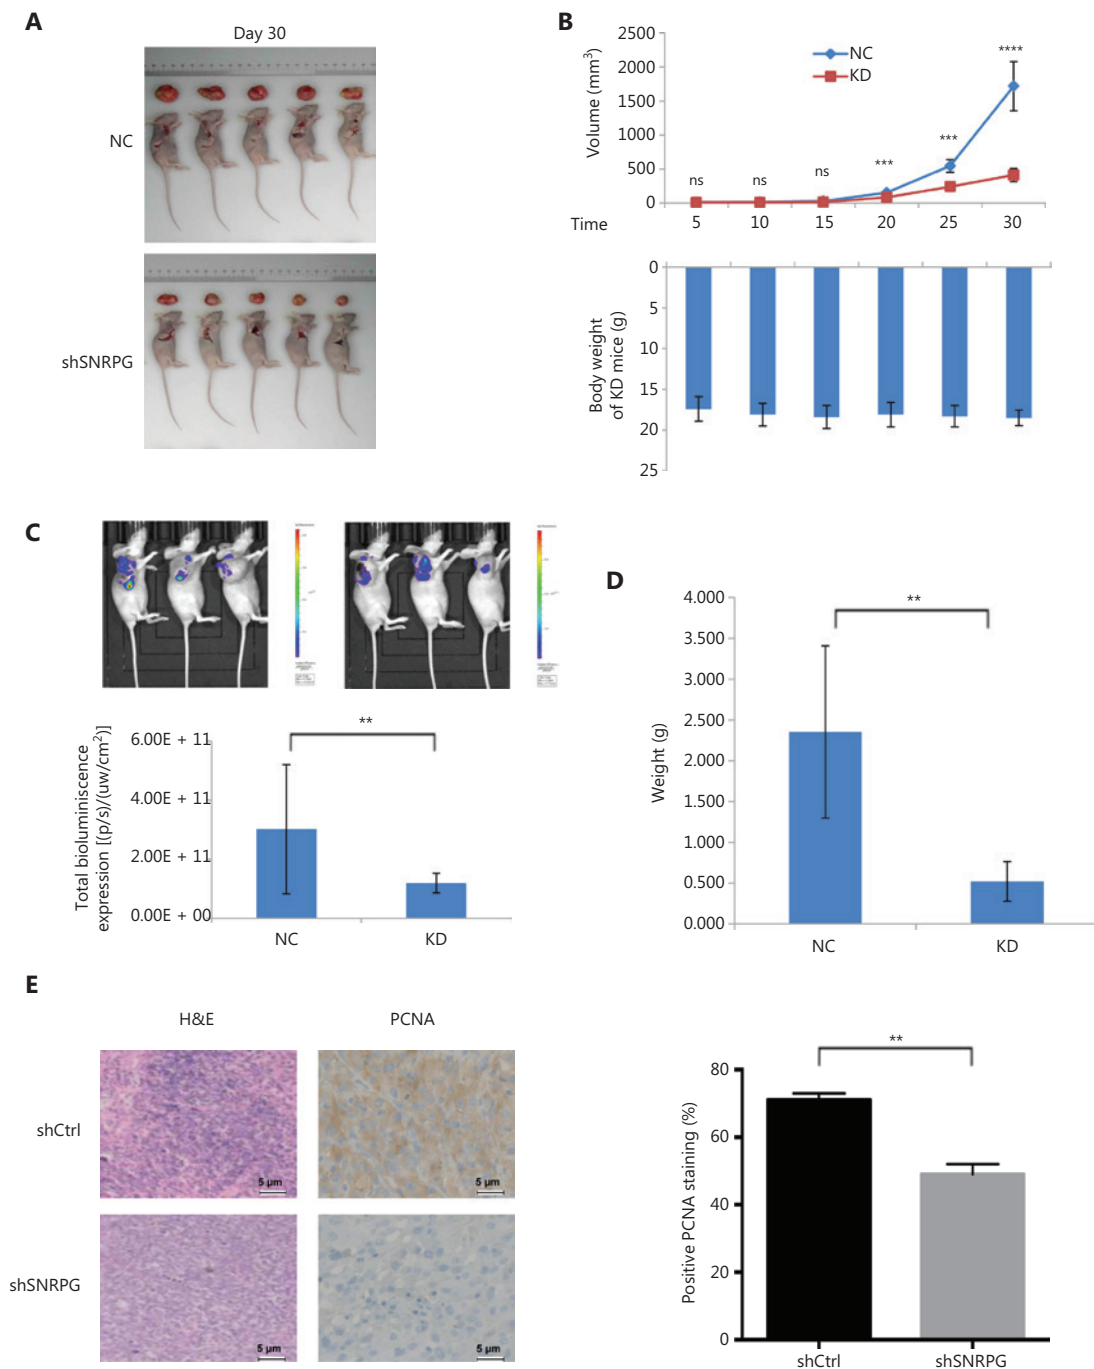 A
Day 30
NC
shSNRPG
B
Volume (mm³)
2500
2000
1500
1000
500
0
NC
KD
ns
ns
ns
***
***
****
Time
5 10 15 20 25 30
Body weight
of KD mice (g)
0
5
10
15
20
25
C
Total bioluminiscence
expression [(p/s)/(uw/cm²)]
6.00E + 11
4.00E + 11
2.00E + 11
0.00E + 00
**
NC KD
D
Weight (g)
4.000
3.500
3.000
2.500
2.000
1.500
1.000
0.500
0.000
**
NC KD
E
H&E PCNA
shCtrl
5 μm 5 μm
shSNRPG
5 μm 5 μm
Positive PCNA staining (%)
80
60
40
20
0
**
shCtrl shSNRPG